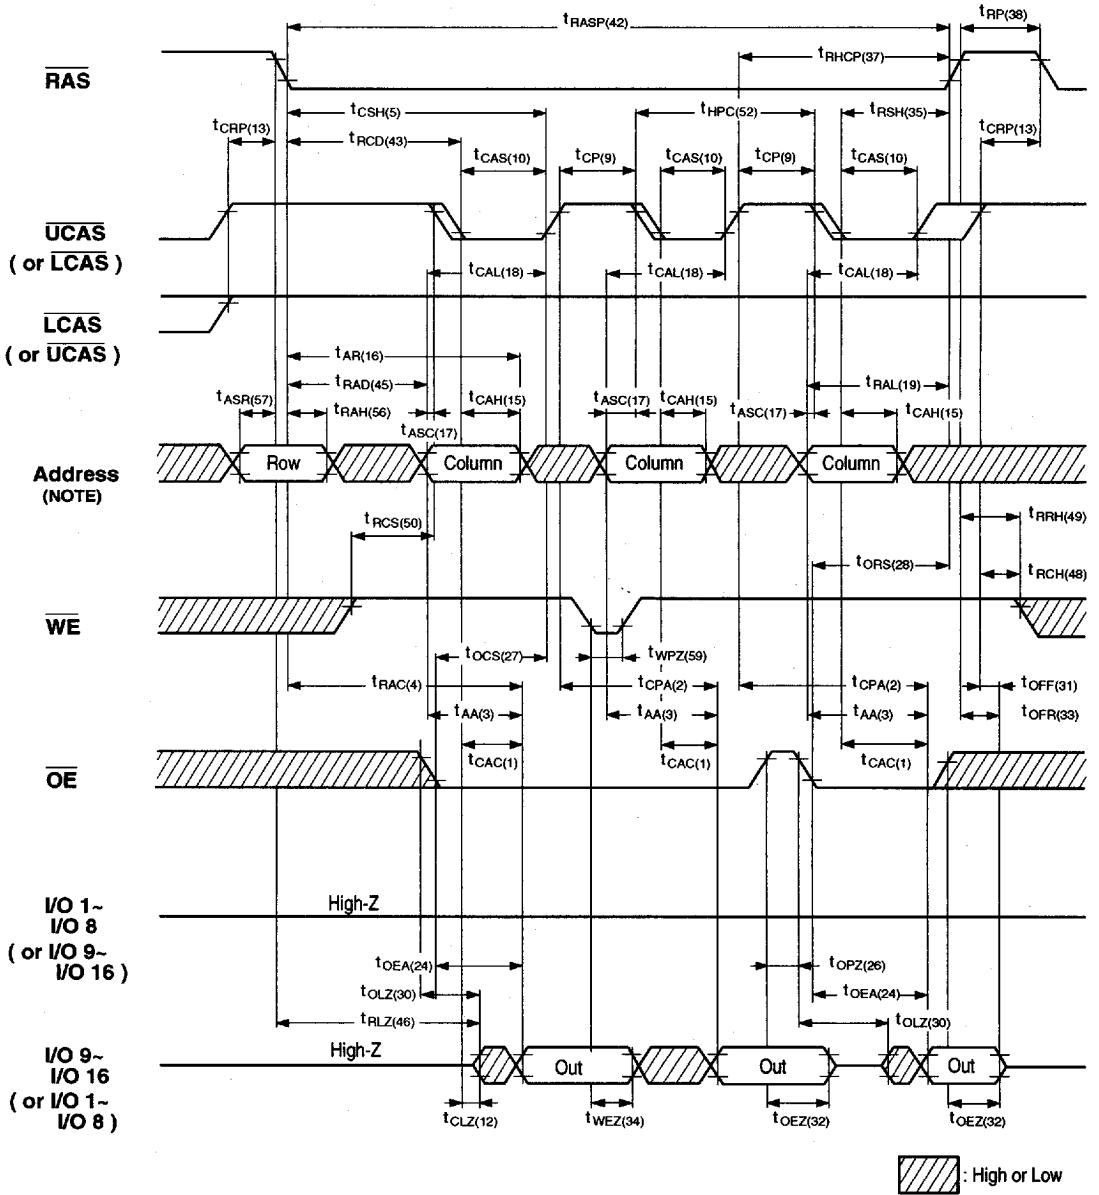 tRASP(42)
tRP(38)
tRHCP(37)
RAS
tCSH(5)
tHPC(52)
tRSH(35)
tCRP(13)
tRCD(43)
tCRP(13)
tCAS(10)
tCP(9)
tCAS(10)
tCP(9)
tCAS(10)
UCAS
( or LCAS )
tCAL(18)
tCAL(18)
tCAL(18)
LCAS
( or UCAS )
tAR(16)
tRAD(45)
tRAL(19)
tASR(57)
tRAH(56)
tCAH(15)
tASC(17)
tCAH(15)
tASC(17)
tCAH(15)
tASC(17)
Address
(NOTE)
Row
Column
Column
Column
tRCS(50)
tRRH(49)
tORS(28)
tRCH(48)
WE
tOCS(27)
tWPZ(59)
tRAC(4)
tCPA(2)
tCPA(2)
tOFF(31)
tAA(3)
tAA(3)
tAA(3)
tOFR(33)
tCAC(1)
tCAC(1)
tCAC(1)
OE
I/O 1~
I/O 8
( or I/O 9~
I/O 16 )
High-Z
tOEA(24)
tOPZ(26)
tOLZ(30)
tOEA(24)
tRLZ(46)
tOLZ(30)
I/O 9~
I/O 16
( or I/O 1~
I/O 8 )
High-Z
Out
Out
Out
tCLZ(12)
tWEZ(34)
tOEZ(32)
tOEZ(32)
: High or Low